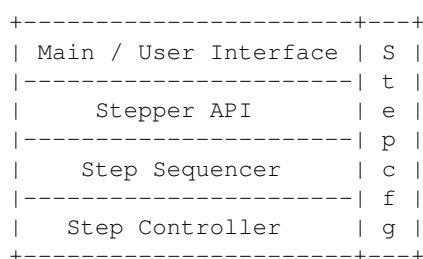 +-----------------------+---+
| Main / User Interface | S |
|-----------------------| t |
|      Stepper API      | e |
|-----------------------| p |
|     Step Sequencer    | c |
|-----------------------| f |
|    Step Controller    | g |
+-----------------------+---+